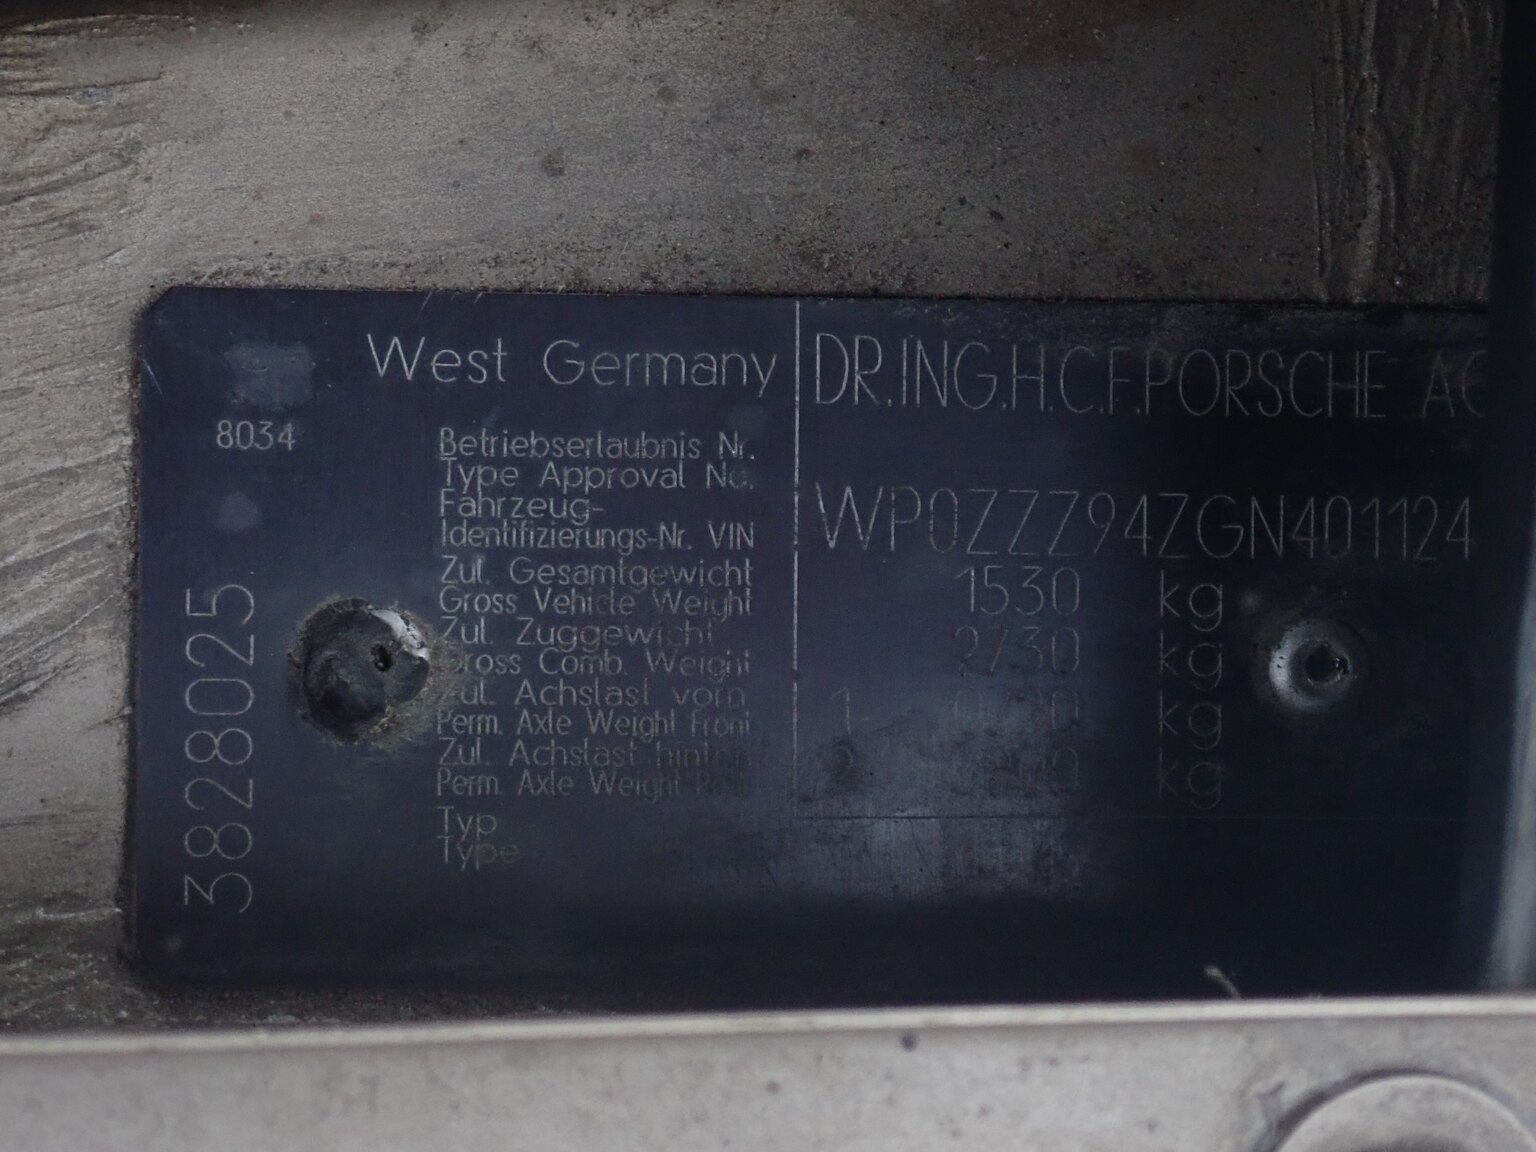 West Germany
DR.ING.H.C.F.PORSCHE AG
8034
Betriebserlaubnis Nr.
Type Approval No.
Fahrzeug-
Identifizierungs-Nr. VIN
WP0ZZZ94ZGN401124
Zul. Gesamtgewicht
Gross Vehicle Weight
1530 kg
Zul. Zuggewicht
Gross Comb. Weight
2730 kg
Zul. Achslast vorn
Perm. Axle Weight Front
1 kg
Zul. Achslast hinten
Perm. Axle Weight
2 kg
Typ
Type
3828025